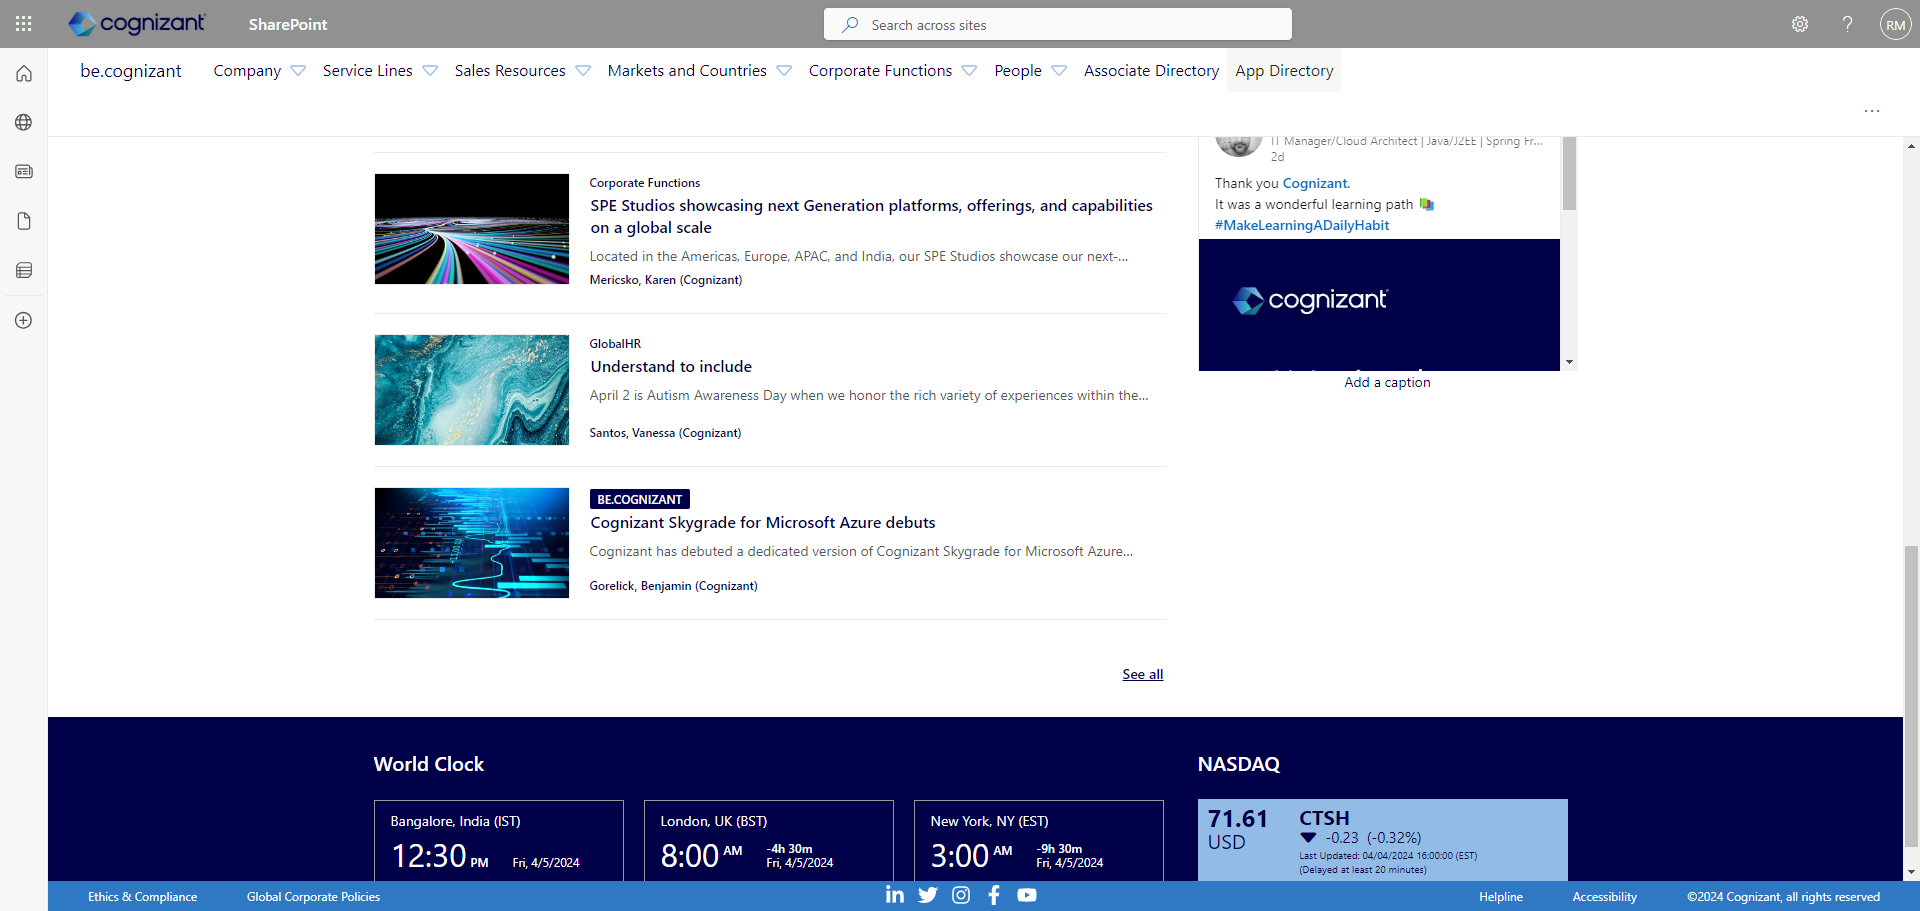 cognizant
SharePoint
Search across sites
RM
be.cognizant
Company
Service Lines
Sales Resources
Markets and Countries
Corporate Functions
People
Associate Directory
App Directory
...
IT Manager/Cloud Architect | Java/J2EE | Spring Fr...
2d
Thank you Cognizant.
It was a wonderful learning path
#MakeLearningADailyHabit
cognizant
Add a caption
Corporate Functions
SPE Studios showcasing next Generation platforms, offerings, and capabilities
on a global scale
Located in the Americas, Europe, APAC, and India, our SPE Studios showcase our next-...
Mericsko, Karen (Cognizant)
GlobalHR
Understand to include
April 2 is Autism Awareness Day when we honor the rich variety of experiences within the...
Santos, Vanessa (Cognizant)
BE.COGNIZANT
Cognizant Skygrade for Microsoft Azure debuts
Cognizant has debuted a dedicated version of Cognizant Skygrade for Microsoft Azure...
Gorelick, Benjamin (Cognizant)
See all
World Clock
Bangalore, India (IST)
12:30 PM
Fri, 4/5/2024
London, UK (BST)
8:00 AM
-4h 30m
Fri, 4/5/2024
New York, NY (EST)
3:00 AM
-9h 30m
Fri, 4/5/2024
NASDAQ
71.61
USD
CTSH
-0.23 (-0.32%)
Last Updated: 04/04/2024 16:00:00 (EST)
(Delayed at least 20 minutes)
Ethics & Compliance
Global Corporate Policies
Helpline
Accessibility
©2024 Cognizant, all rights reserved